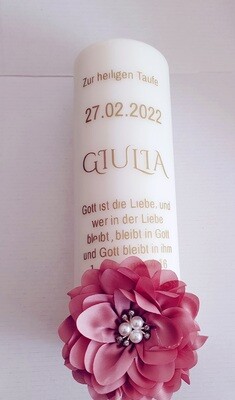 Zur heiligen Taufe
27.02.2022
GIULIA
Gott ist die Liebe, und
wer in der Liebe
bleibt, bleibt in Gott
und Gott bleibt in ihm